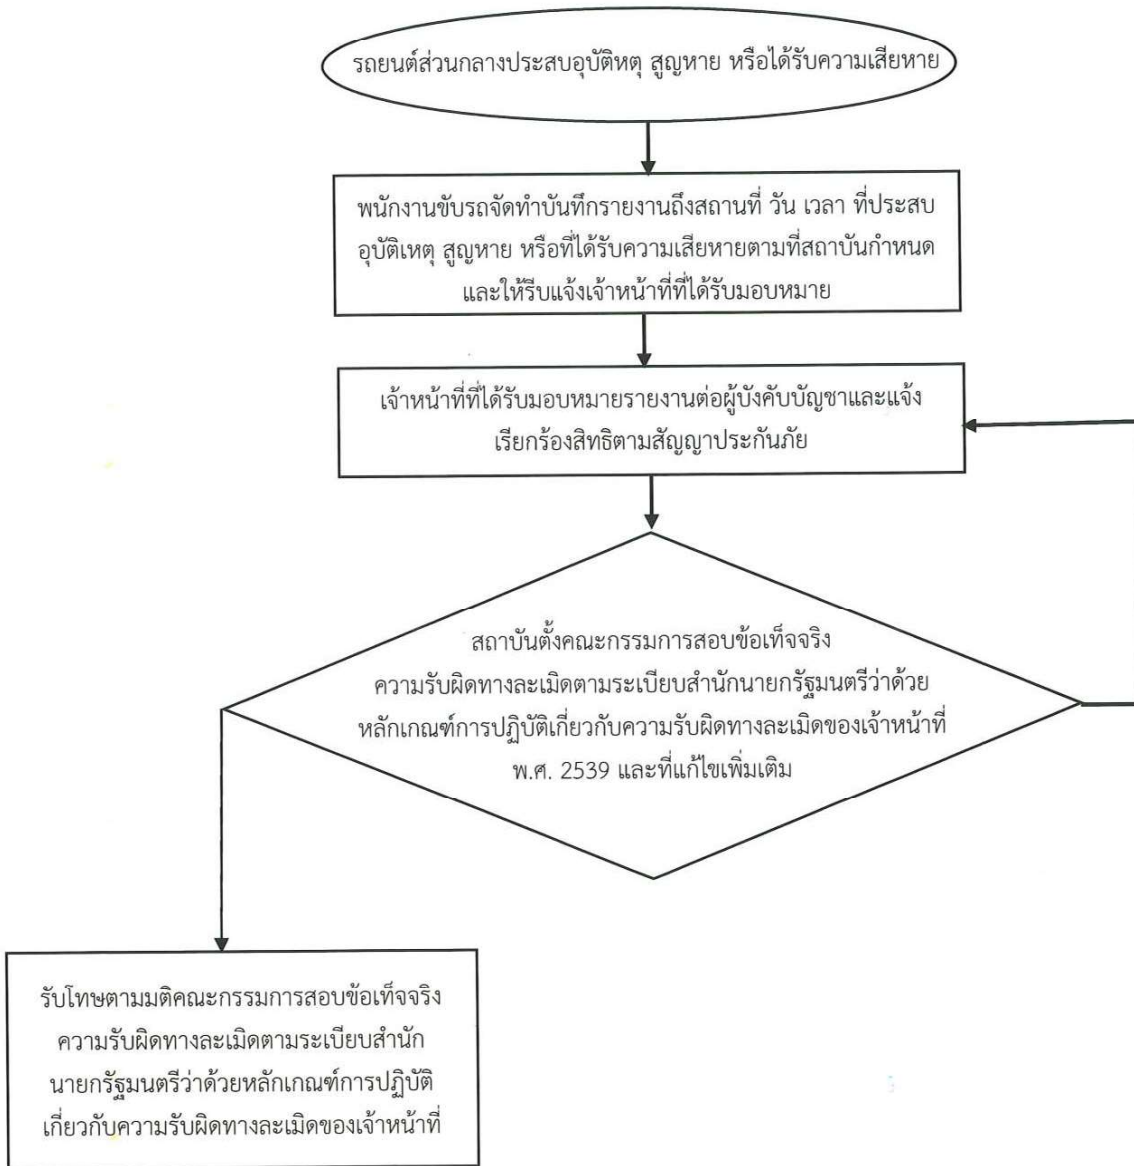 รถยนต์ส่วนกลางประสบอุบัติหตุ สูญหาย หรือได้รับความเสียหาย
พนักงานขับรถจัดทำบันทึกรายงานถึงสถานที่ วัน เวลา ที่ประสบ
อุบัติเหตุ สูญหาย หรือที่ได้รับความเสียหายตามที่สถาบันกำหนด
และให้รีบแจ้งเจ้าหน้าที่ที่ได้รับมอบหมาย
เจ้าหน้าที่ที่ได้รับมอบหมายรายงานต่อผู้บังคับบัญชาและแจ้ง
เรียกร้องสิทธิตามสัญญาประกันภัย
สถาบันตั้งคณะกรรมการสอบข้อเท็จจริง
ความรับผิดทางละเมิดตามระเบียบสำนักนายกรัฐมนตรีว่าด้วย
หลักเกณฑ์การปฏิบัติเกี่ยวกับความรับผิดทางละเมิดของเจ้าหน้าที่
พ.ศ. 2539 และที่แก้ไขเพิ่มเติม
รับโทษตามมติคณะกรรมการสอบข้อเท็จจริง
ความรับผิดทางละเมิดตามระเบียบสำนัก
นายกรัฐมนตรีว่าด้วยหลักเกณฑ์การปฏิบัติ
เกี่ยวกับความรับผิดทางละเมิดของเจ้าหน้าที่